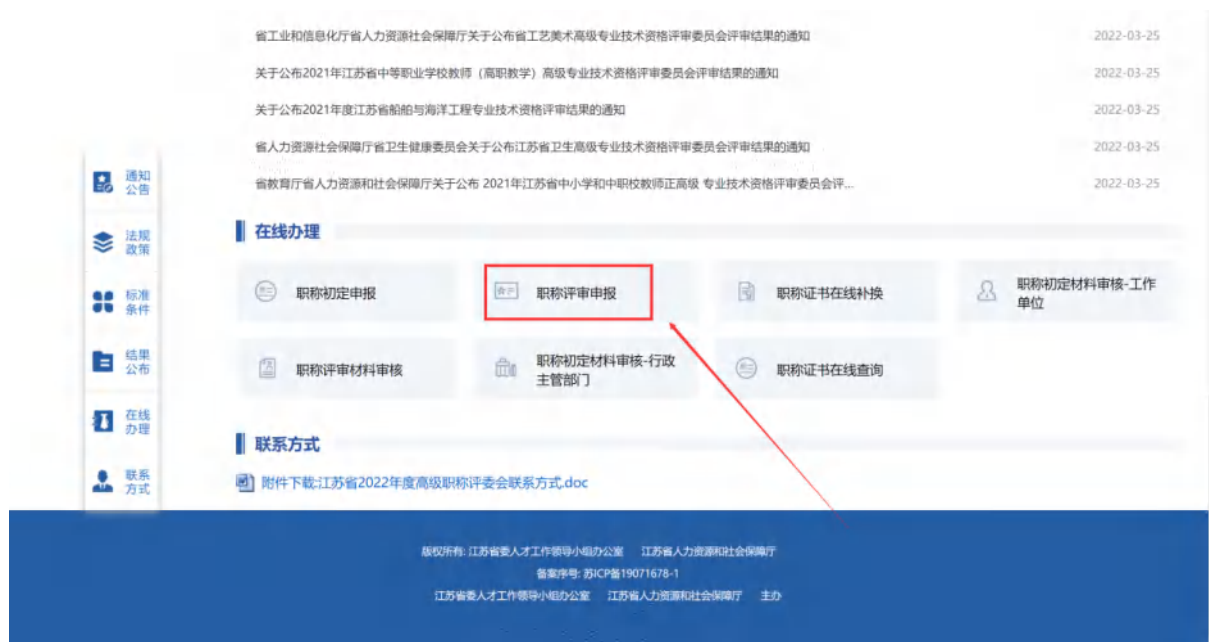 省工业和信息化厅省人力资源社会保障厅关于公布省工艺美术高级专业技术资格评审委员会评审结果的通知 2022-03-25
关于公布2021年江苏省中等职业学校教师（高职教学）高级专业技术资格评审委员会评审结果的通知 2022-03-25
关于公布2021年度江苏省船舶与海洋工程专业技术资格评审结果的通知 2022-03-25
省人力资源社会保障厅省卫生健康委员会关于公布江苏省卫生高级专业技术资格评审委员会评审结果的通知 2022-03-25
省教育厅省人力资源和社会保障厅关于公布 2021年江苏省中小学和中职校教师正高级 专业技术资格评审委员会评... 2022-03-25
通知
公告
法规
政策
标准
条件
结果
公布
在线
办理
联系
方式
在线办理
职称初定申报
职称评审申报
职称证书在线补换
职称初定材料审核-工作
单位
职称评审材料审核
职称初定材料审核-行政
主管部门
职称证书在线查询
联系方式
附件下载:江苏省2022年度高级职称评委会联系方式.doc
版权所有: 江苏省委人才工作领导小组办公室 江苏省人力资源和社会保障厅
备案序号: 苏ICP备19071678-1
江苏省委人才工作领导小组办公室 江苏省人力资源和社会保障厅 主办